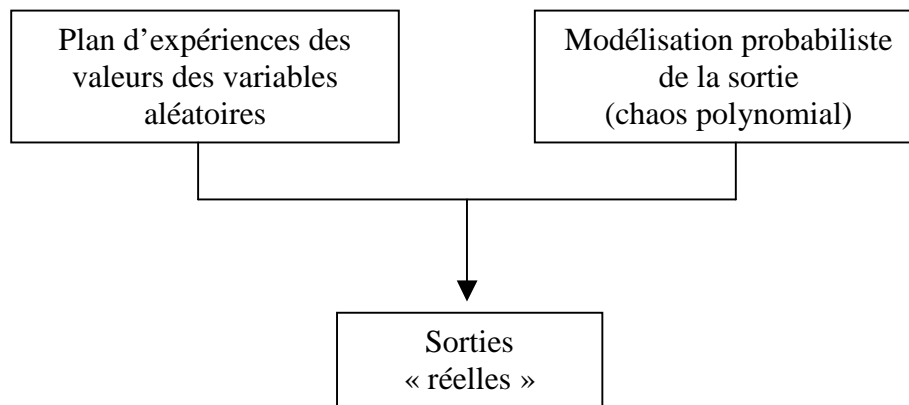 Plan d’expériences des
valeurs des variables
aléatoires
Modélisation probabiliste
de la sortie
(chaos polynomial)
Sorties
« réelles »